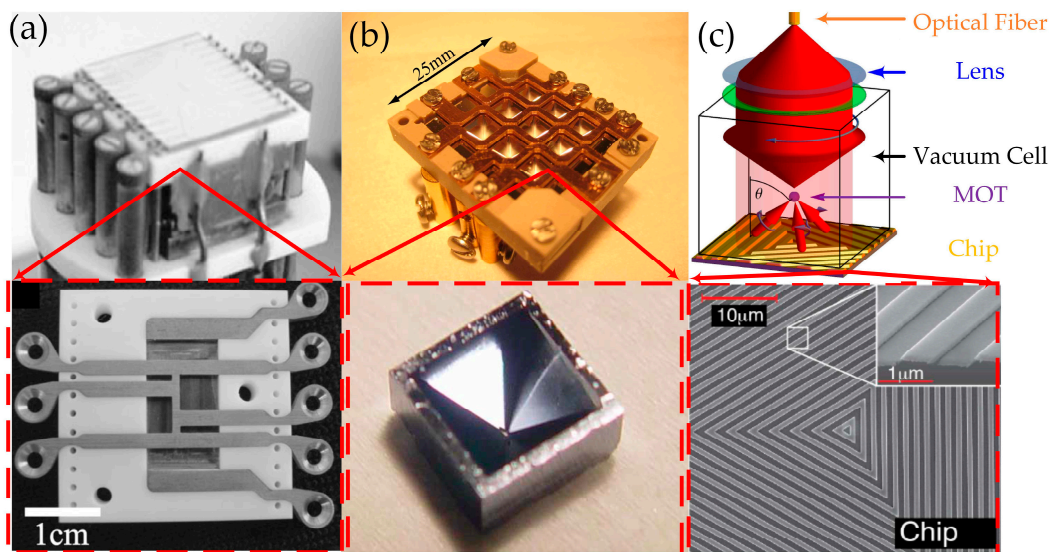 (a)
(b)
(c)
25mm
Optical Fiber
Lens
Vacuum Cell
θ
MOT
Chip
10µm
1µm
1cm
Chip